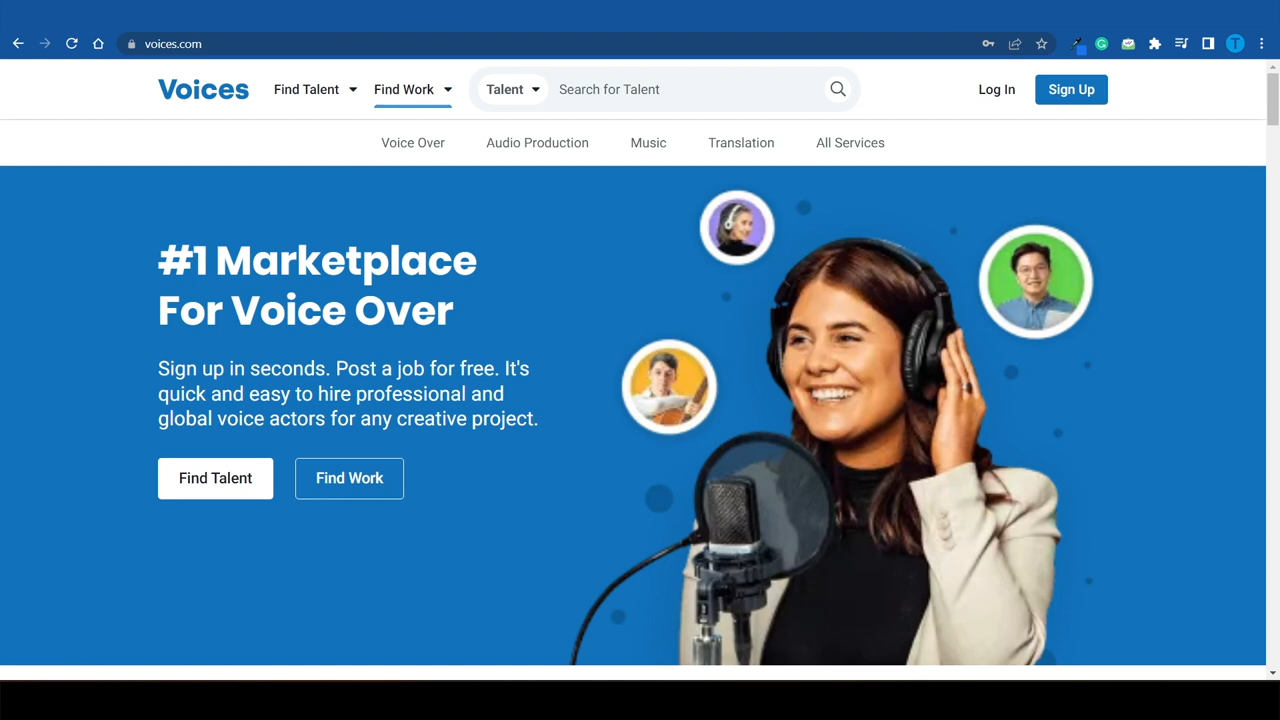 voices.com
T
Voices
Find Talent
Find Work
Talent
Search for Talent
Log In
Sign Up
Voice Over
Audio Production
Music
Translation
All Services
#1 Marketplace
For Voice Over
Sign up in seconds. Post a job for free. It's
quick and easy to hire professional and
global voice actors for any creative project.
Find Talent
Find Work